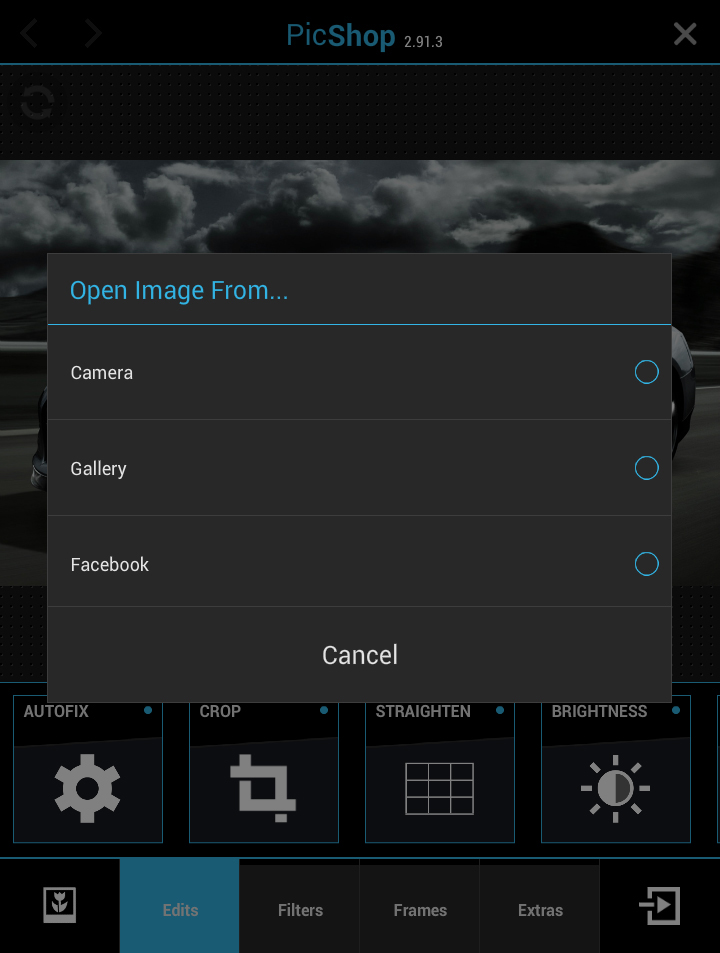 PicShop 2.91.3
Open Image From...
Camera
Gallery
Facebook
Cancel
AUTOFIX CROP STRAIGHTEN BRIGHTNESS
Edits Filters Frames Extras